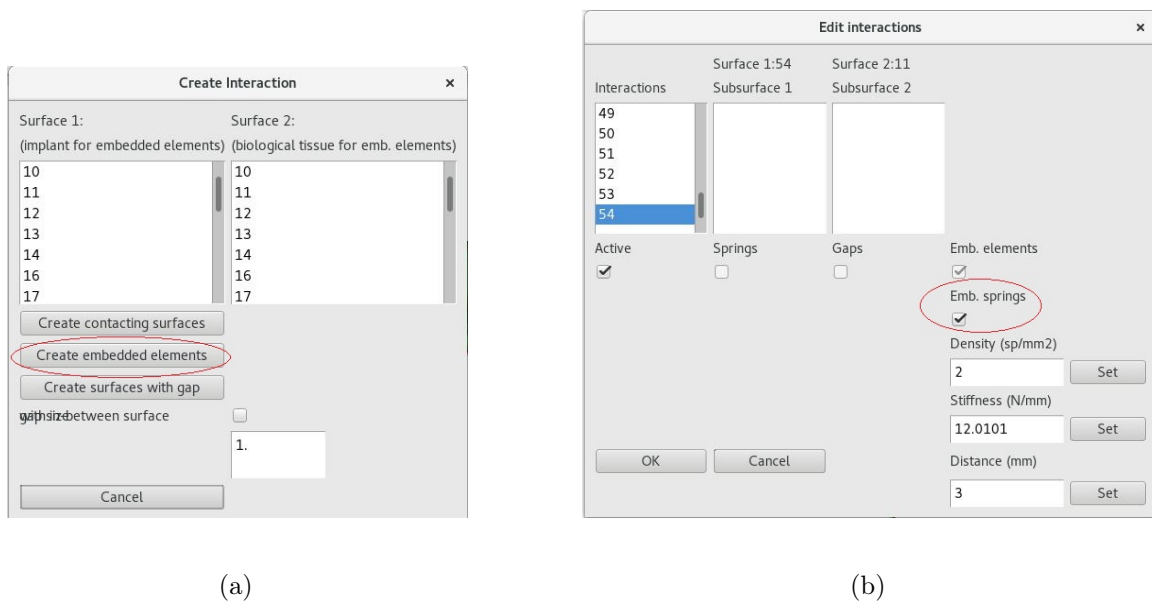 Create Interaction
×
Surface 1:
Surface 2:
(implant for embedded elements)
(biological tissue for emb. elements)
10
11
12
13
14
16
17
10
11
12
13
14
16
17
Create contacting surfaces
Create embedded elements
Create surfaces with gap
between surface
1.
Cancel
(a)
Edit interactions
×
Surface 1:54
Surface 2:11
Interactions
Subsurface 1
Subsurface 2
49
50
51
52
53
54
Active
Springs
Gaps
Emb. elements
Emb. springs
Density (sp/mm2)
2
Set
Stiffness (N/mm)
12.0101
Set
OK
Cancel
Distance (mm)
3
Set
(b)